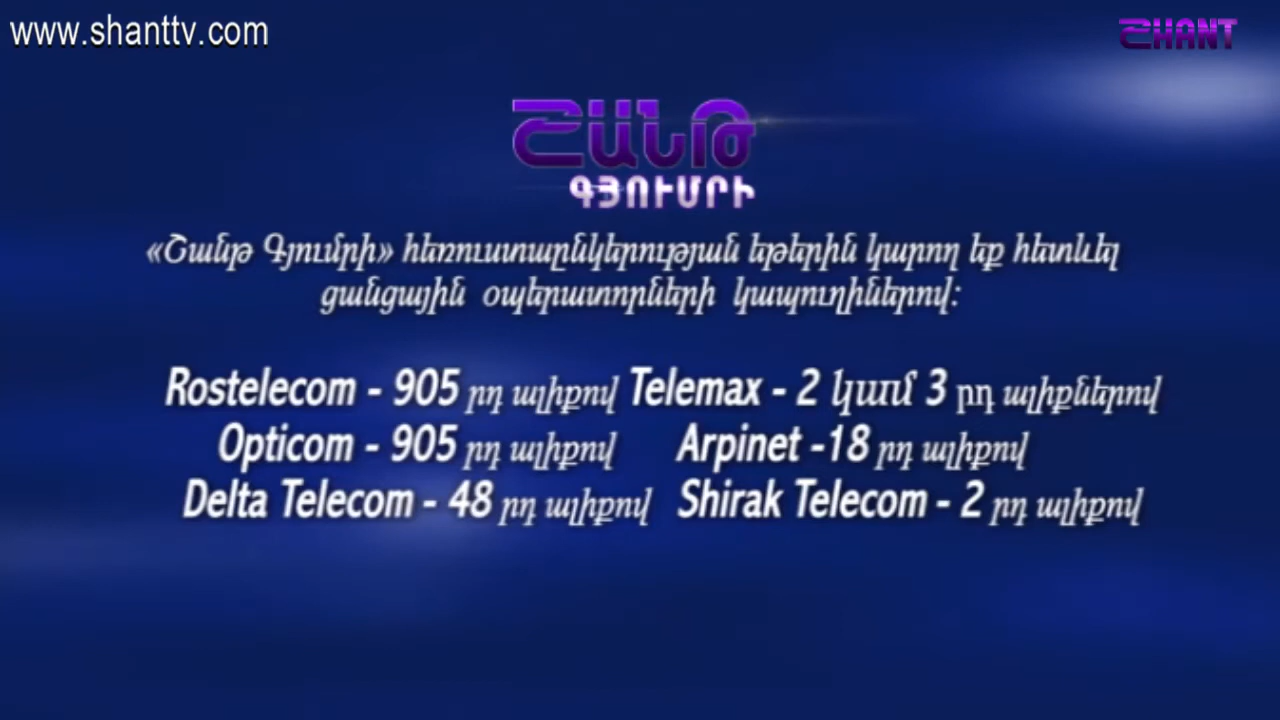 www.shanttv.com
SHANT
ՇԱՆԹ
ԳՅՈՒՄՐԻ
«Շանթ Գյումրի» հեռուստաընկերության եթերին կարող եք հետևել
ցանցային օպերատորների կապուղիներով:
Rostelecom - 905 րդ ալիքով Telemax - 2 կամ 3 րդ ալիքներով
Opticom - 905 րդ ալիքով Arpinet -18 րդ ալիքով
Delta Telecom - 48 րդ ալիքով Shirak Telecom - 2 րդ ալիքով